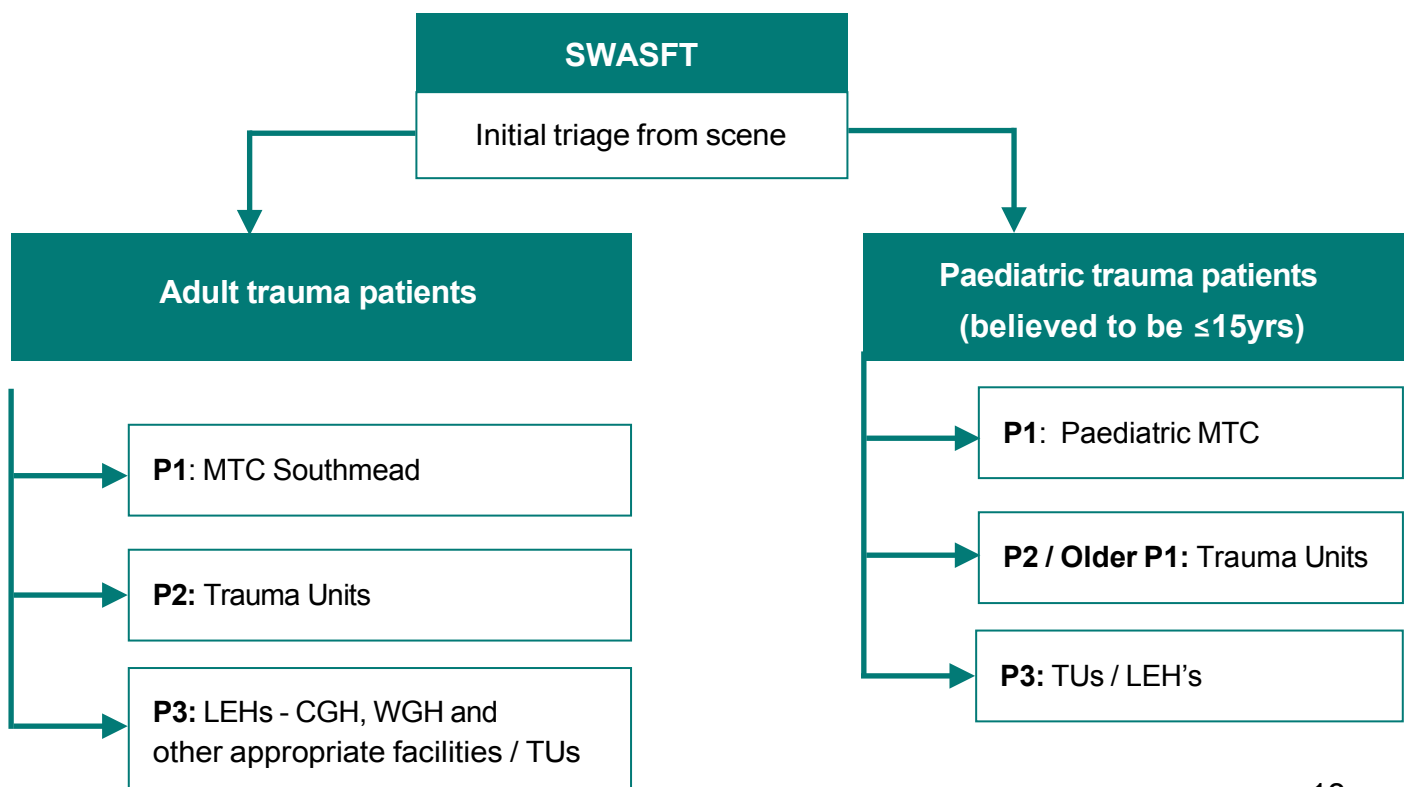 SWASFT
Initial triage from scene
Adult trauma patients
Paediatric trauma patients
(believed to be ≤15yrs)
P1: MTC Southmead
P2: Trauma Units
P3: LEHs - CGH, WGH and
other appropriate facilities / TUs
P1: Paediatric MTC
P2 / Older P1: Trauma Units
P3: TUs / LEH's